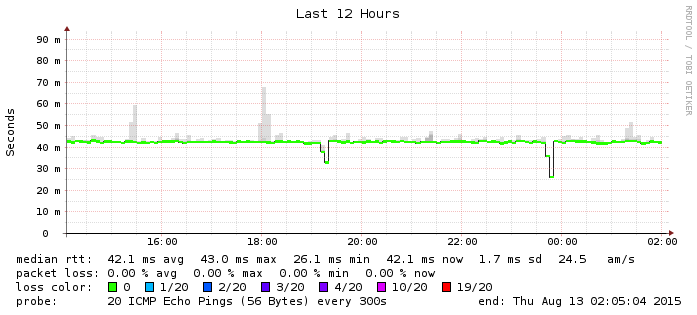 Last 12 Hours
RRDTOOL / TOBI OETIKER
Seconds
90 m
80 m
70 m
60 m
50 m
40 m
30 m
20 m
10 m
0
16:00 18:00 20:00 22:00 00:00 02:00
median rtt: 42.1 ms avg 43.0 ms max 26.1 ms min 42.1 ms now 1.7 ms sd 24.5 am/s
packet loss: 0.00 % avg 0.00 % max 0.00 % min 0.00 % now
loss color: 0 1/20 2/20 3/20 4/20 10/20 19/20
probe: 20 ICMP Echo Pings (56 Bytes) every 300s end: Thu Aug 13 02:05:04 2015